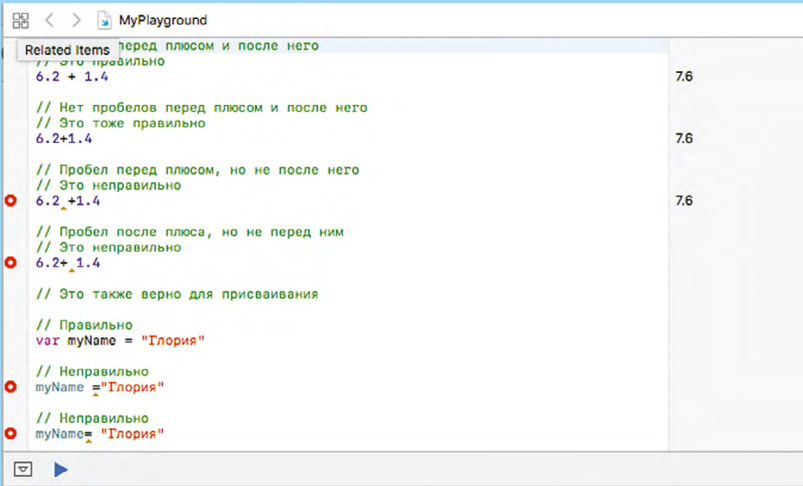 MyPlayground
Related Items
перед плюсом и после него
// Это правильно
6.2 + 1.4
7.6
// Нет пробелов перед плюсом и после него
// Это тоже правильно
6.2+1.4
7.6
// Пробел перед плюсом, но не после него
// Это неправильно
6.2 +1.4
7.6
// Пробел после плюса, но не перед ним
// Это неправильно
6.2+ 1.4
// Это также верно для присваивания
// Правильно
var myName = "Глория"
// Неправильно
myName ="Глория"
// Неправильно
myName= "Глория"